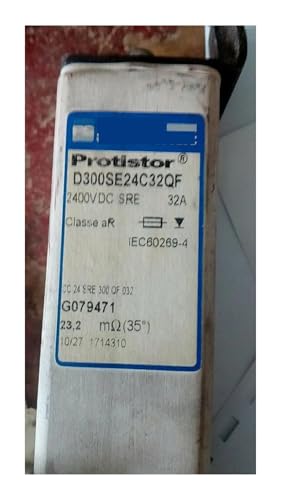 Protistor®
D300SE24C32QF
2400VDC SRE 32A
Classe aR
IEC60269-4
CC 24 SRE 300 QF 032
G079471
23,2 mΩ(35°)
10/27 1714310